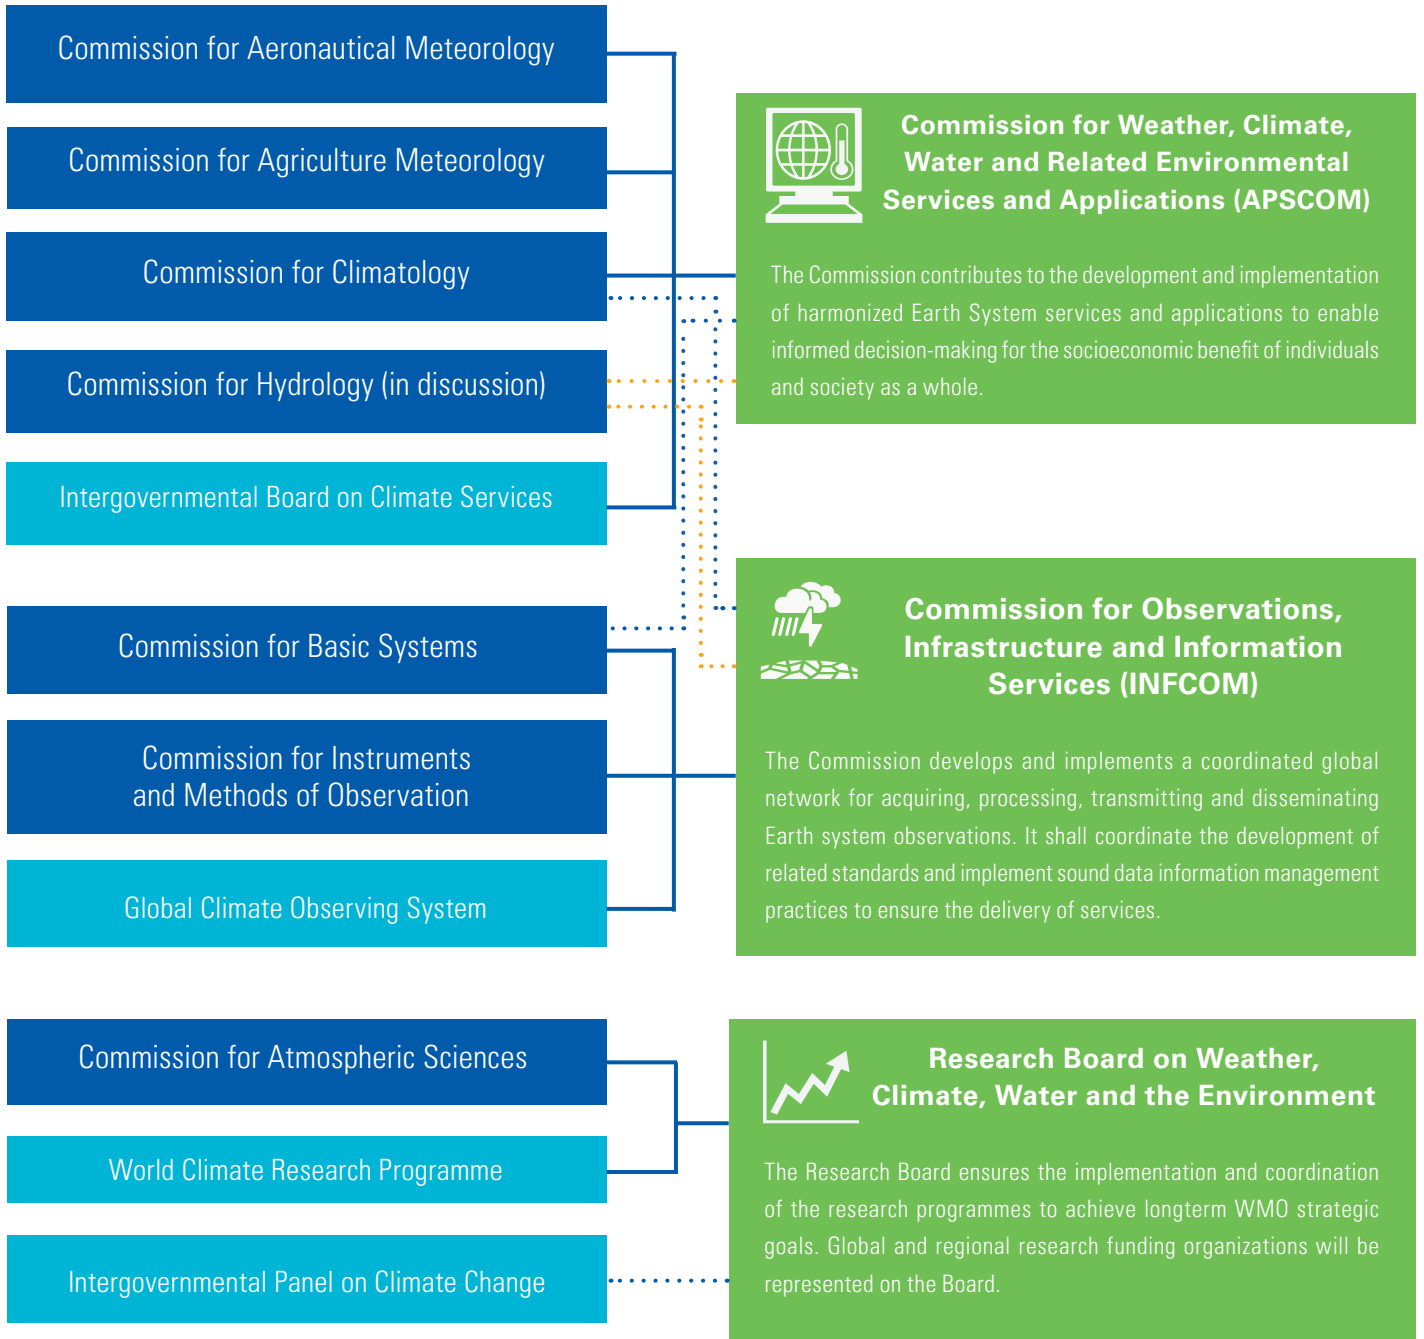 Commission for Aeronautical Meteorology
Commission for Agriculture Meteorology
Commission for Climatology
Commission for Hydrology (in discussion)
Intergovernmental Board on Climate Services
Commission for Basic Systems
Commission for Instruments
and Methods of Observation
Global Climate Observing System
Commission for Atmospheric Sciences
World Climate Research Programme
Intergovernmental Panel on Climate Change
Commission for Weather, Climate,
Water and Related Environmental
Services and Applications (APSCOM)
The Commission contributes to the development and implementation
of harmonized Earth System services and applications to enable
informed decision-making for the socioeconomic benefit of individuals
and society as a whole.
Commission for Observations,
Infrastructure and Information
Services (INFCOM)
The Commission develops and implements a coordinated global
network for acquiring, processing, transmitting and disseminating
Earth system observations. It shall coordinate the development of
related standards and implement sound data information management
practices to ensure the delivery of services.
Research Board on Weather,
Climate, Water and the Environment
The Research Board ensures the implementation and coordination
of the research programmes to achieve longterm WMO strategic
goals. Global and regional research funding organizations will be
represented on the Board.